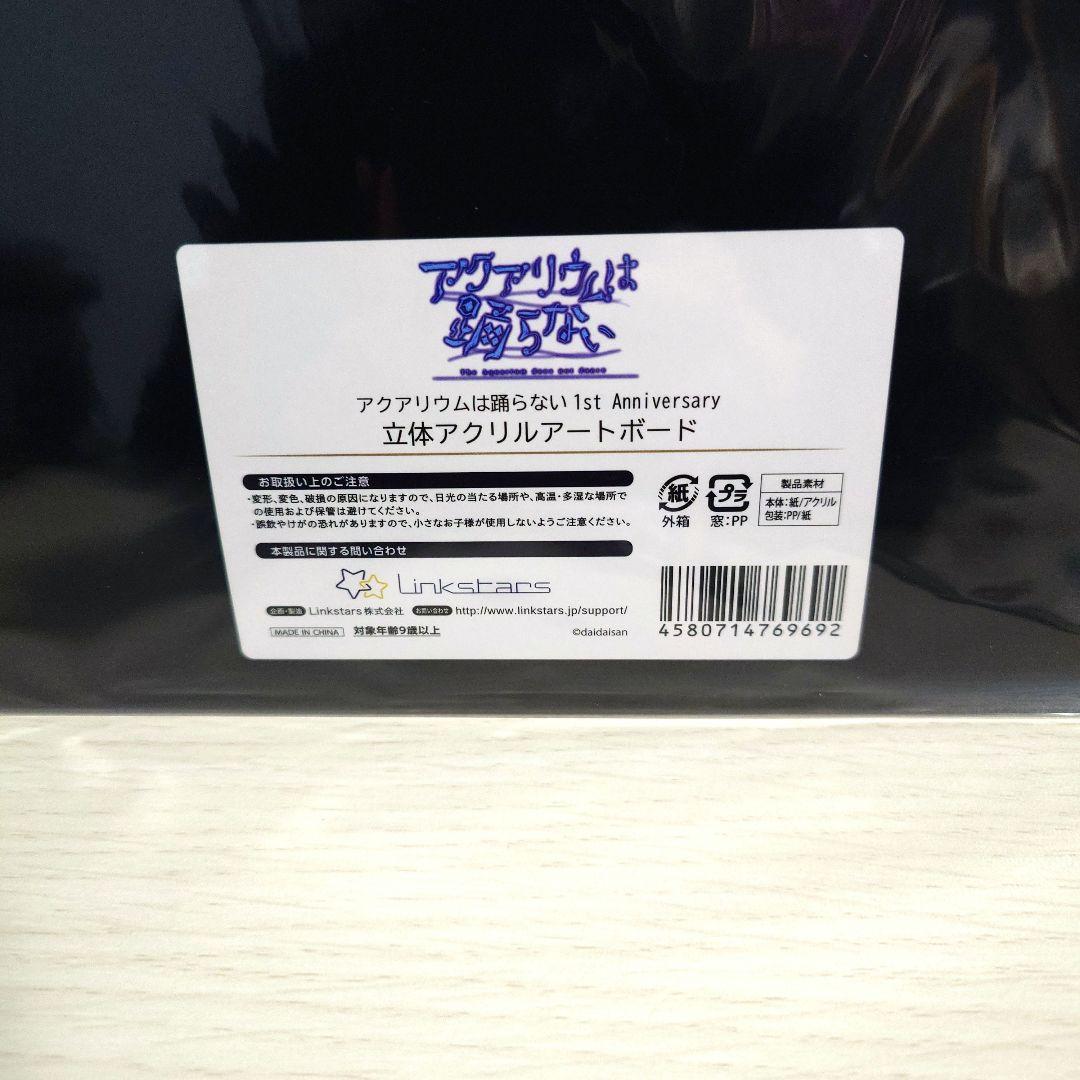 アクアリウムは
踊らない
The Aquarium does not dance
アクアリウムは踊らない 1st Anniversary
立体アクリルアートボード
お取扱い上のご注意
・変形、変色、破損の原因になりますので、日光の当たる場所や、高温・多湿な場所で
の使用および保管は避けてください。
・誤飲やけがの恐れがありますので、小さなお子様が使用しないようご注意ください。
紙
外箱
プラ
窓:PP
製品素材
本体:紙/アクリル
包装:PP/紙
本製品に関する問い合わせ
Linkstars
企画・製造 Linkstars 株式会社 お問い合わせ http://www.linkstars.jp/support/
MADE IN CHINA 対象年齢9歳以上
©daidaisan
4580714769692